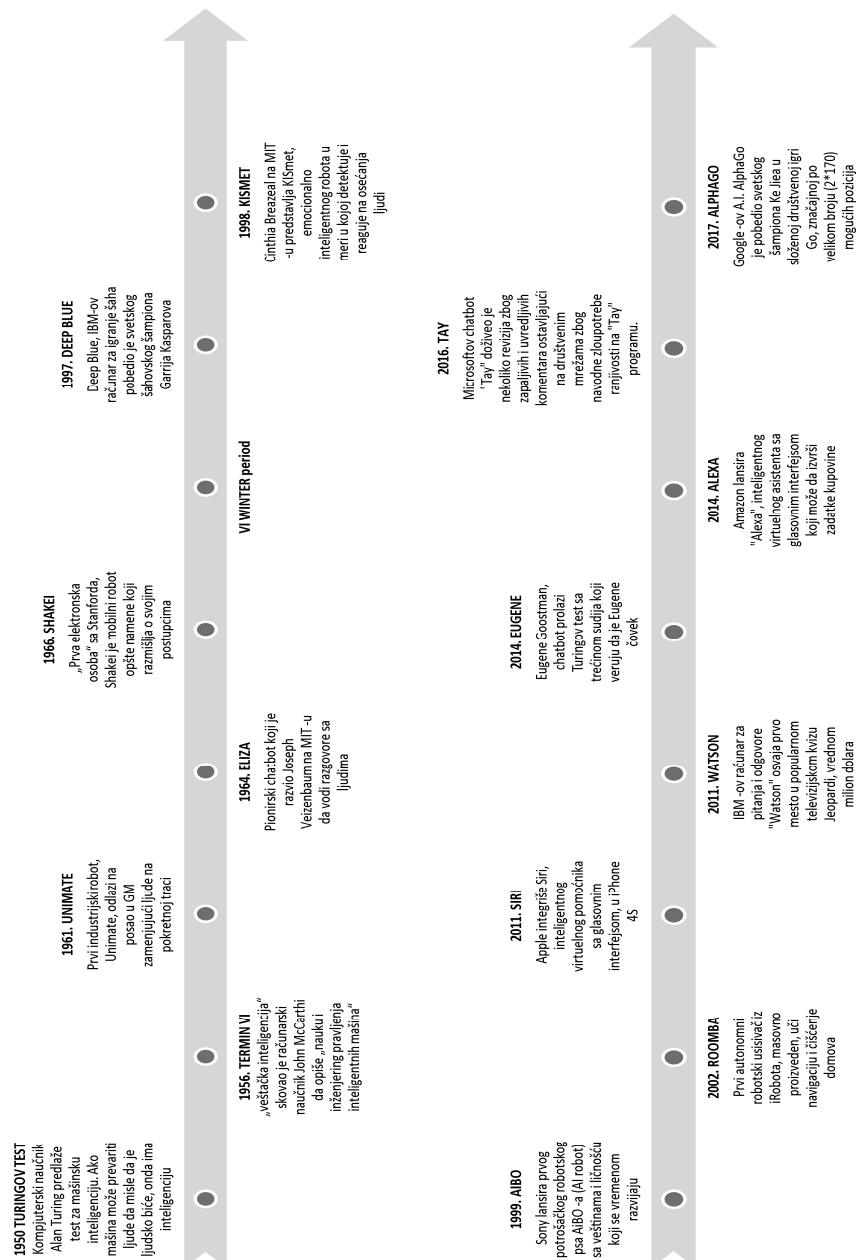 1950 TURINGOV TEST
Kompjuterski naučnik
Alan Turing predlaže
test za mašinsku
inteligenciju. Ako
mašina može prevariti
ljude da misle da je
ljudsko biće, onda ima
inteligenciju
1956. TERMIN VI
„veštačka inteligencija“
skovao je računarski
naučnik John McCarthi
da opiše „nauku i
inženjering pravljenja
inteligentnih mašina“
1961. UNIMATE
Prvi industrijski robot,
Unimate, odlazi na
posao u GM
zamenjujući ljude na
pokretnoj traci
1964. ELIZA
Pionirski chatbot koji je
razvio Joseph
Veizenbaum na MIT -u
da vodi razgovore sa
ljudima
1966. SHAKEI
„Prva elektronska
osoba“ sa Stanforda,
Shakei je mobilni robot
opšte namene koji
razmišlja o svojim
postupcima
VI WINTER period
1997. DEEP BLUE
Deep Blue, IBM-ov
računar za igranje šaha
pobedio je svetskog
šahovskog šampiona
Garrija Kasparova
1998. KISMET
Cinthia Breazeal na MIT
-u predstavlja KISmet,
emocionalno
inteligentnog robota u
meri u kojoj detektuje i
reaguje na osećanja
ljudi
1999. AIBO
Sony lansira prvog
potrošačkog robotskog
psa AiBO -a (AI robot)
sa veštinama i ličnošću
koji se vremenom
razvijaju
2002. ROOMBA
Prvi autonomni
robotski usisivač iz
iRobota, masovno
proizveden, uči
navigaciju i čišćerje
domova
2011. SIRI
Apple integriše Siri,
inteligentnog
virtuelnog pomoćnika
sa glasovnim
interfejsom, u iPhone
4S
2011. WATSON
IBM -ov računar za
pitanja i odgovore
"Watson" osvaja prvo
mesto u popularnom
televizijskom kvizu
Jeopardi, vrednom
milion dolara
2014. EUGENE
Eugene Goostman,
chatbot prolazi
Turingov test sa
trećinom sudija koji
veruju da je Eugene
čovek
2014. ALEXA
Amazon lansira
"Alexa", inteligentnog
virtuelnog asistenta sa
glasovnim interfejsom
koji može da izvrši
zadatke kupovine
2016. TAY
Microsoftov chatbot
'Tay" doživeo je
nekoliko revizija zbog
zapaljivih i uvredljivih
komentara ostavljajući
na društvenim
mrežama zbog
navodne zloupotrebe
ranjivosti na "Tay"
programu.
2017. ALPHAGO
Google -ov A.I. AlphaGo
je pobedio svetskog
šampiona Ke Jiea u
složenoj društvenoj igri
Go, značajnoj po
velikom broju (2*170)
mogućih pozicija